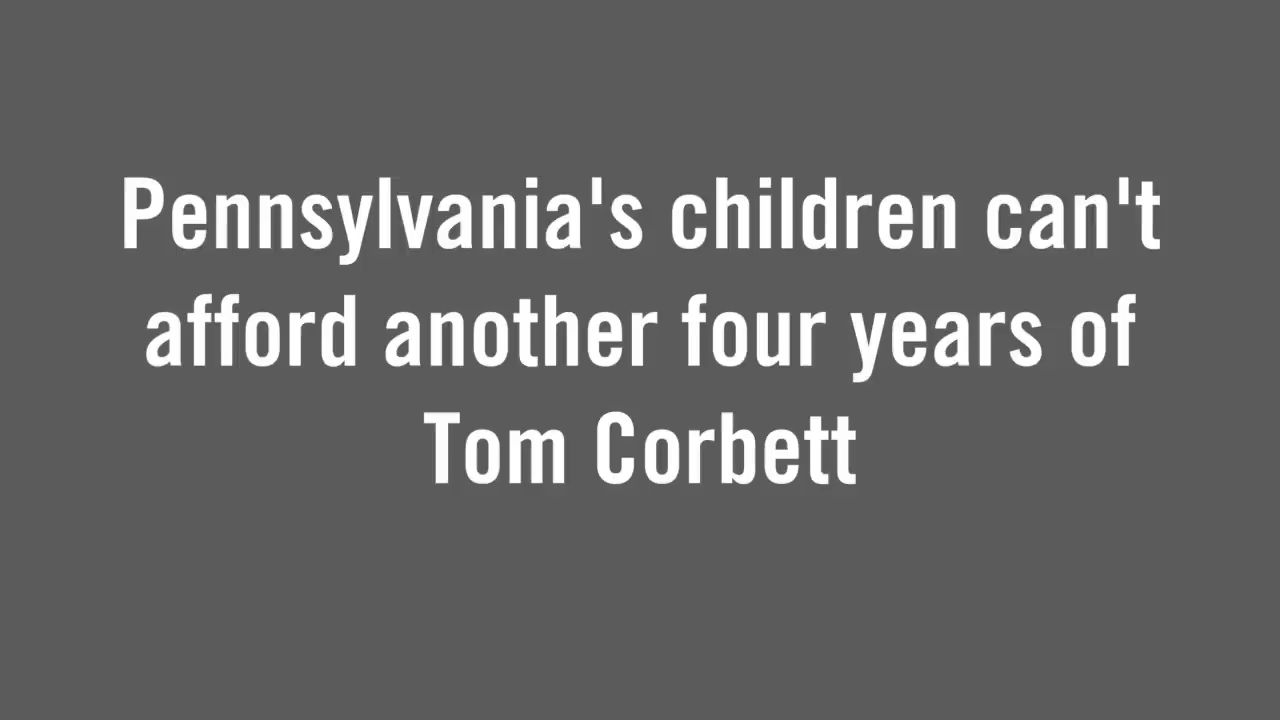 Pennsylvania's children can't
afford another four years of
Tom Corbett